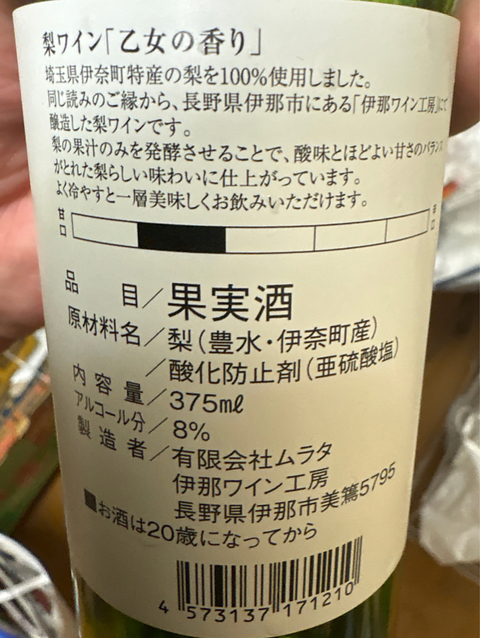 梨ワイン「乙女の香り」
埼玉県伊奈町特産の梨を100%使用しました。
同じ読みのご縁から、長野県伊那市にある「伊那ワイン工房」にて
醸造した梨ワインです。
梨の果汁のみを発酵させることで、酸味とほどよい甘さのバランス
がとれた梨らしい味わいに仕上がっています。
よく冷やすと一層美味しくお飲みいただけます。
甘口 辛口
品目／果実酒
原材料名／梨(豊水・伊奈町産)
／酸化防止剤(亜硫酸塩)
内容量／375㎖
アルコール分／8%
製造者／有限会社ムラタ
伊那ワイン工房
長野県伊那市美篶5795
■お酒は20歳になってから
4 573137 171210